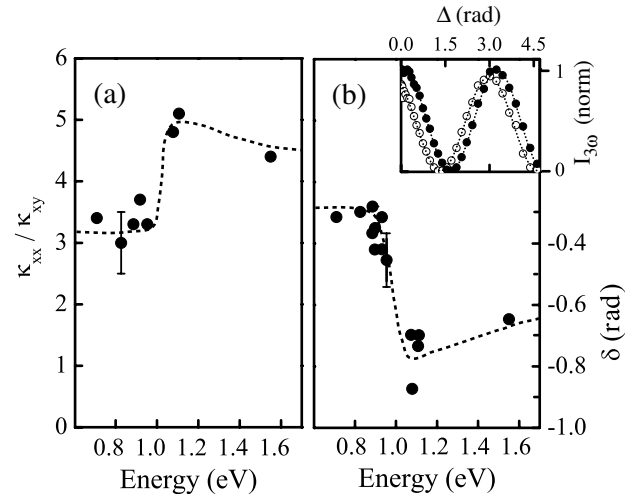 Δ (rad)
0.0 1.5 3.0 4.5
6
5
4
3
2
1
0
κxx / κxy
(a)
(b)
1
0
I3ω (norm)
-0.4
-0.6
-0.8
-1.0
δ (rad)
0.8 1.0 1.2 1.4 1.6
0.8 1.0 1.2 1.4 1.6
Energy (eV)
Energy (eV)